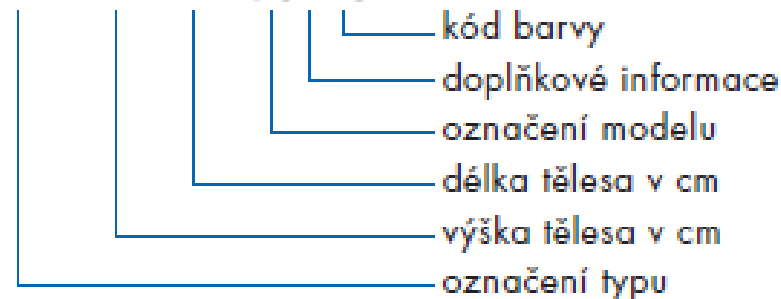 kód barvy
doplňkové informace
označení modelu
délka tělesa v cm
výška tělesa v cm
označení typu